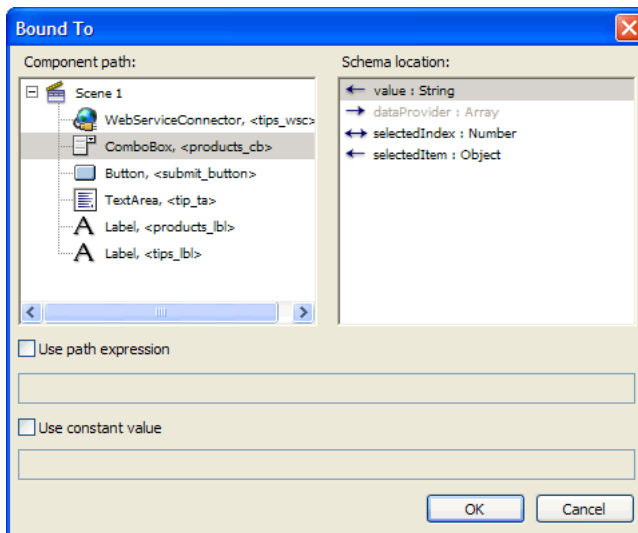 Bound To
Component path:
Schema location:
Scene 1
WebServiceConnector, <tips_wsc>
ComboBox, <products_cb>
Button, <submit_button>
TextArea, <tip_ta>
Label, <products_lbl>
Label, <tips_lbl>
value : String
dataProvider : Array
selectedIndex : Number
selectedItem : Object
Use path expression
Use constant value
OK
Cancel